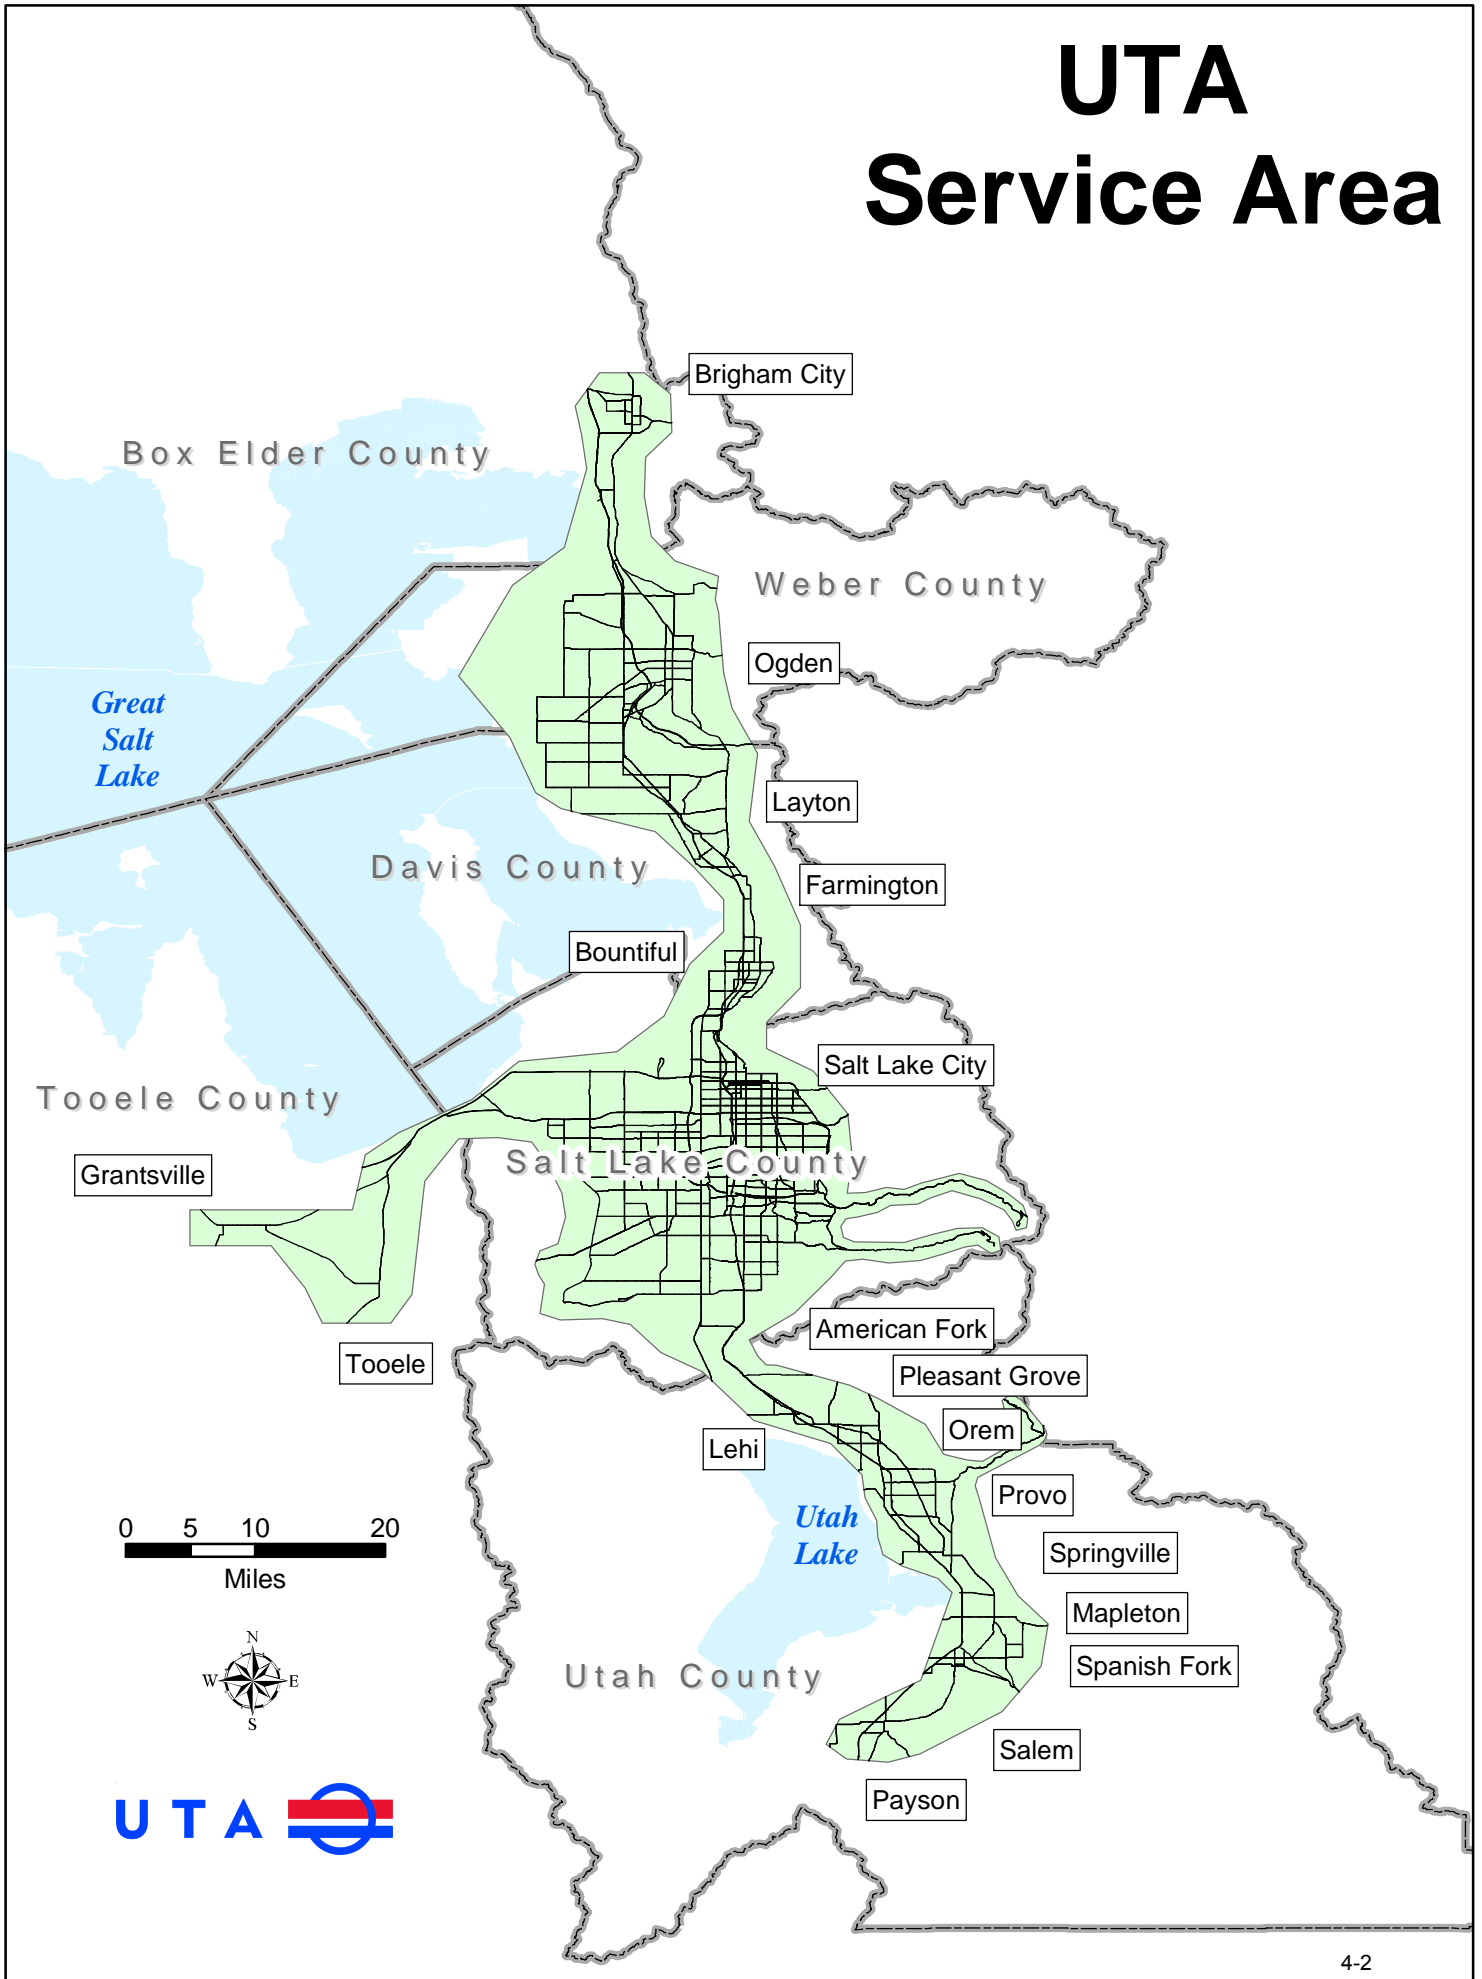 UTA
Service Area
Brigham City
Box Elder County
Weber County
Ogden
Great
Salt
Lake
Layton
Davis County
Farmington
Bountiful
Salt Lake City
Tooele County
Salt Lake County
Grantsville
American Fork
Tooele
Pleasant Grove
Orem
Lehi
Provo
Utah
Lake
0 5 10 20
Miles
Springville
Mapleton
N
W E
S
Spanish Fork
Utah County
Salem
Payson
UTA
4-2